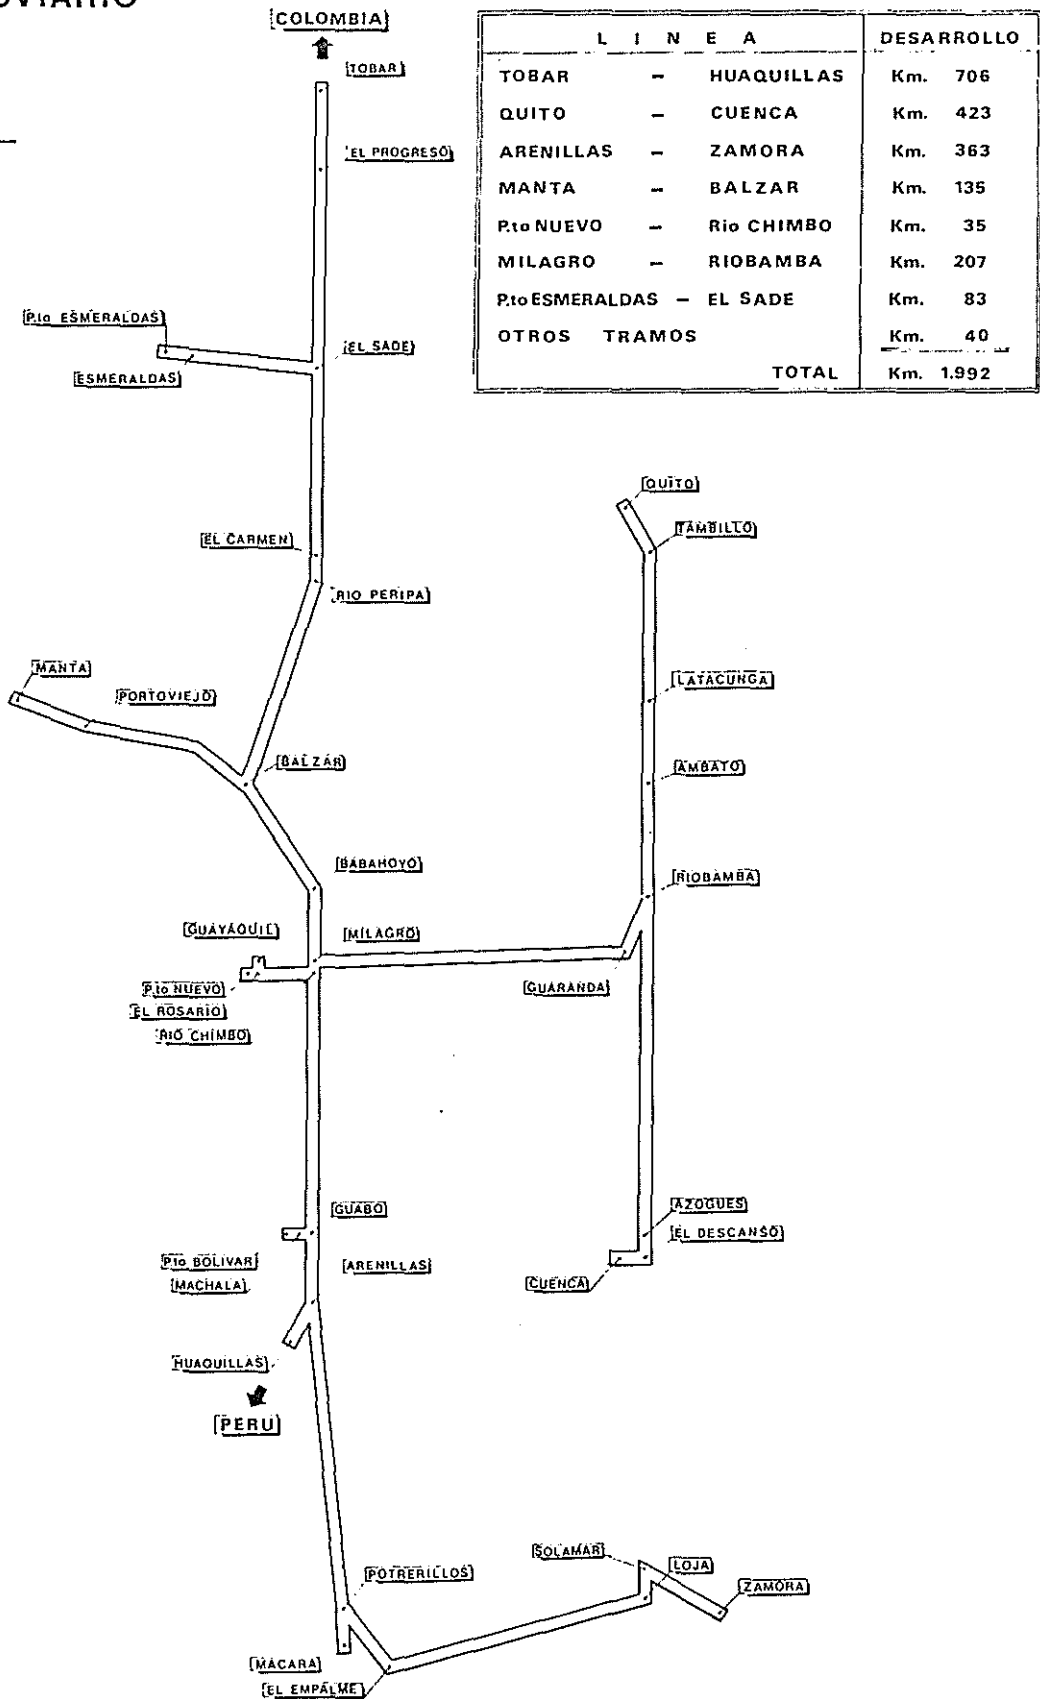 COLOMBIA
TOBAR
EL PROGRESO
P.to ESMERALDAS
ESMERALDAS
EL SADE
EL CARMEN
RIO PERIPA
MANTA
PORTOVIEJO
BALZAR
BABAHOYO
GUAYAQUIL
MILAGRO
P.to NUEVO
EL ROSARIO
RIO CHIMBO
GUABO
P.to BOLIVAR
MACHALA
ARENILLAS
HUAQUILLAS
PERU
POTRERILLOS
MACARA
EL EMPALME
SOLAMAR
LOJA
ZAMORA
QUITO
TAMBILLO
LATACUNGA
AMBATO
RIOBAMBA
GUARANDA
AZOGUES
EL DESCANSO
CUENCA
LINEA DESARROLLO
TOBAR – HUAQUILLAS Km. 706
QUITO – CUENCA Km. 423
ARENILLAS – ZAMORA Km. 363
MANTA – BALZAR Km. 135
P.to NUEVO – Rio CHIMBO Km. 35
MILAGRO – RIOBAMBA Km. 207
P.to ESMERALDAS – EL SADE Km. 83
OTROS TRAMOS Km. 40
TOTAL Km. 1.992